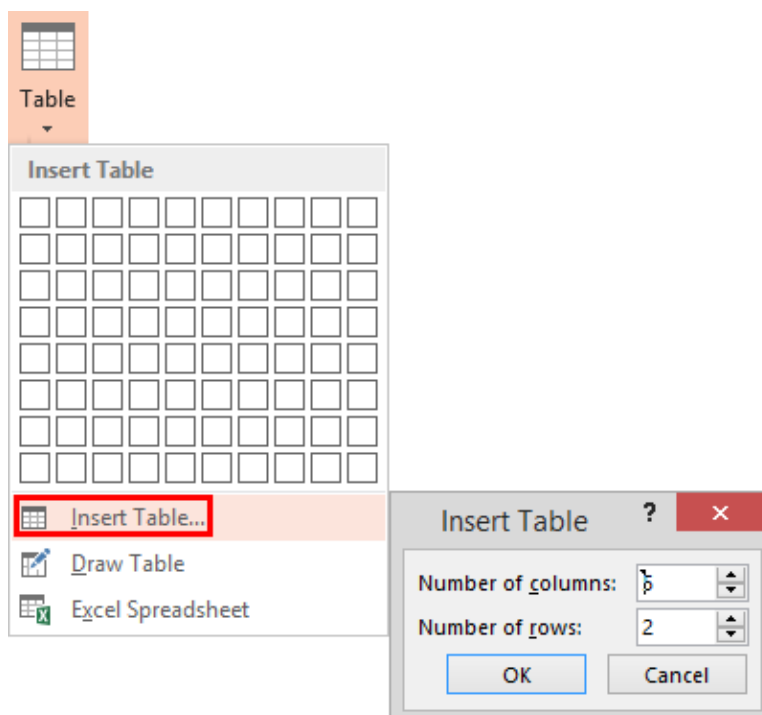 Table
Insert Table
Insert Table...
Draw Table
Excel Spreadsheet
Insert Table ?
Number of columns:
Number of rows: 2
OK Cancel